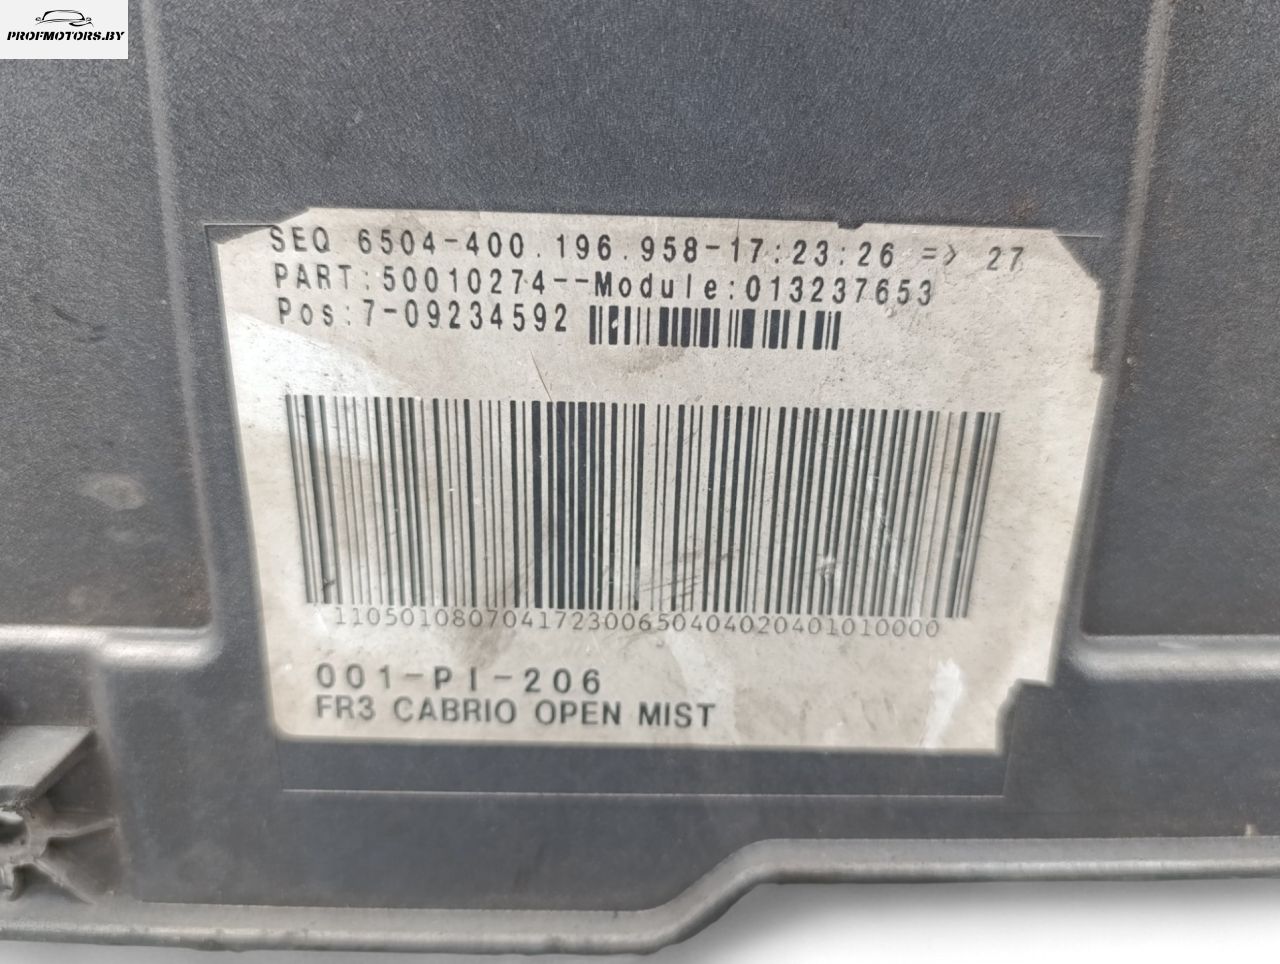 PROFMOTORS.BY
SEQ 6504-400.196.958-17:23:26 => 27
PART:50010274--Module:013237653
Pos:7-09234592
110501080704172300650404020401010000
001-PI-206
FR3 CABRIO OPEN MIST